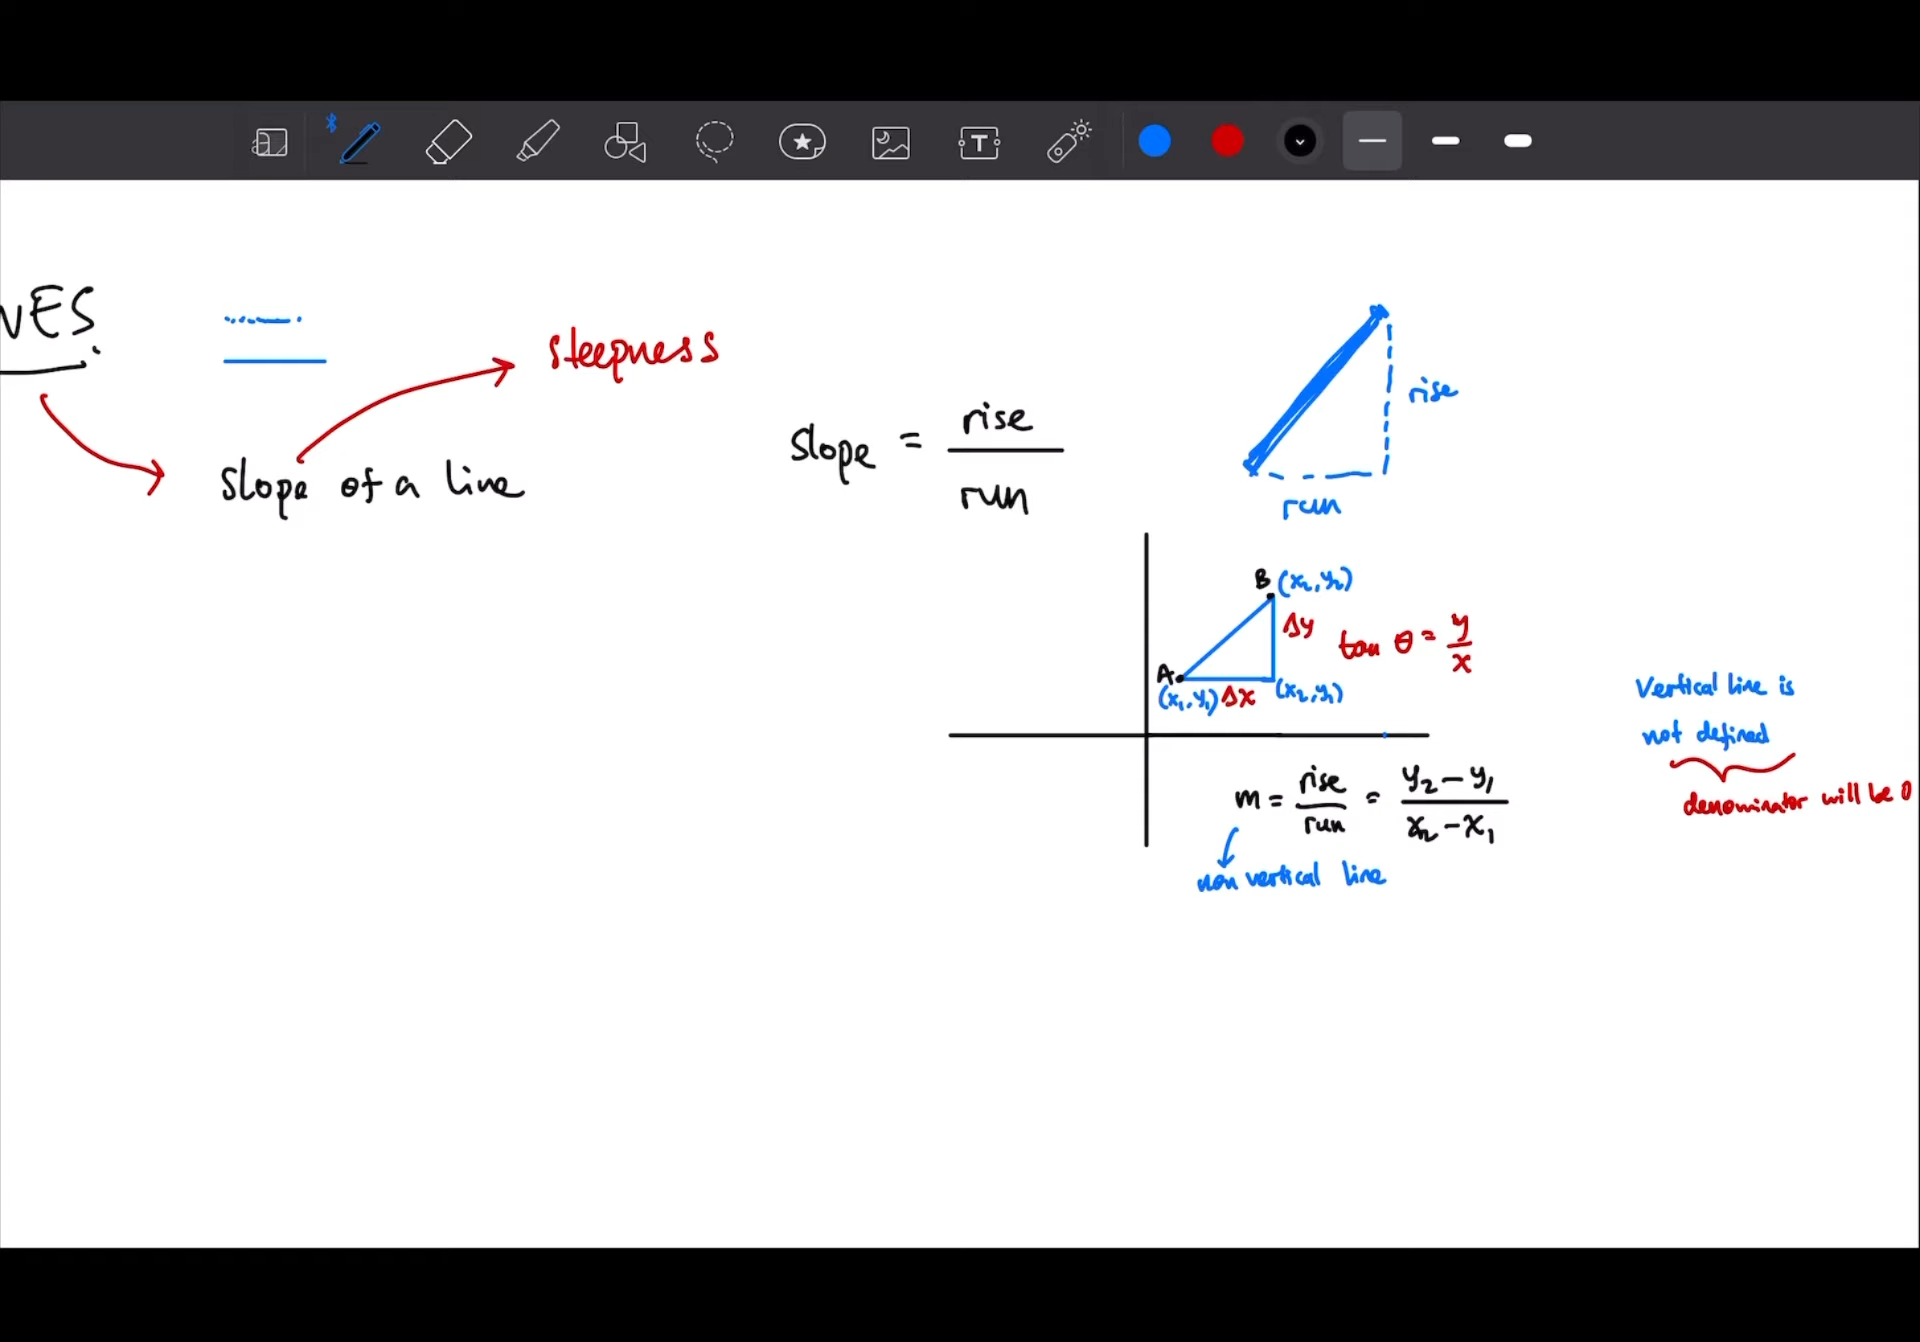 VES
steepness
slope of a line
slope = rise / run
rise
run
B (x₂, y₂)
Δy
tan θ = y / x
A
(x₁, y₁) Δx (x₂, y₁)
m = rise / run = y₂ - y₁ / x₂ - x₁
non vertical line
Vertical line is
not defined
denominator will be 0